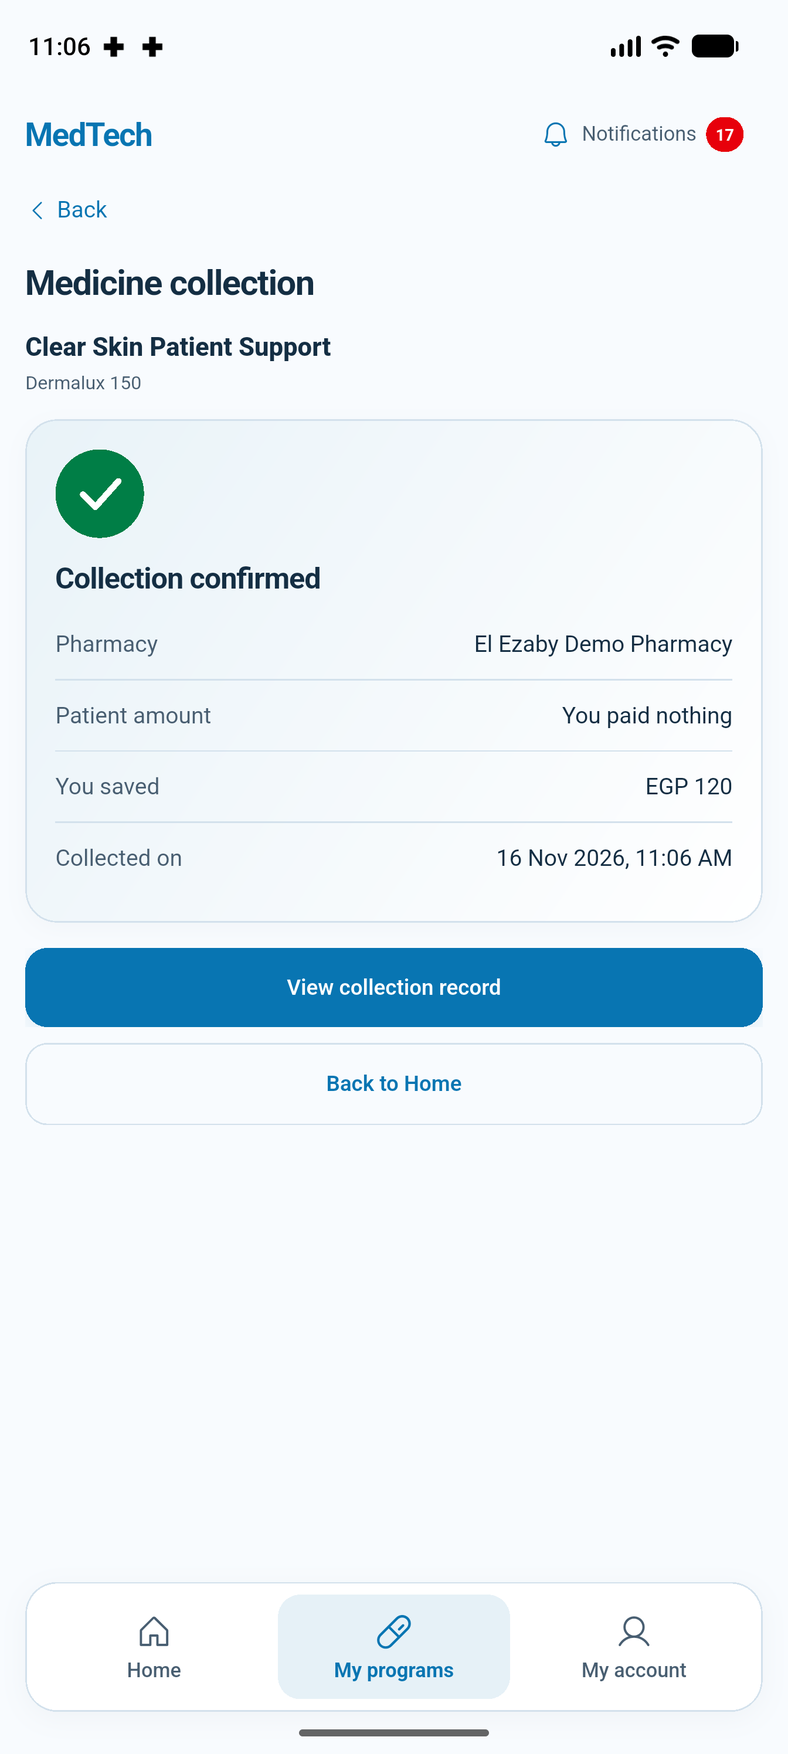 11:06
MedTech
Notifications 17
Back
Medicine collection
Clear Skin Patient Support
Dermalux 150
Collection confirmed
Pharmacy El Ezaby Demo Pharmacy
Patient amount You paid nothing
You saved EGP 120
Collected on 16 Nov 2026, 11:06 AM
View collection record
Back to Home
Home My programs My account